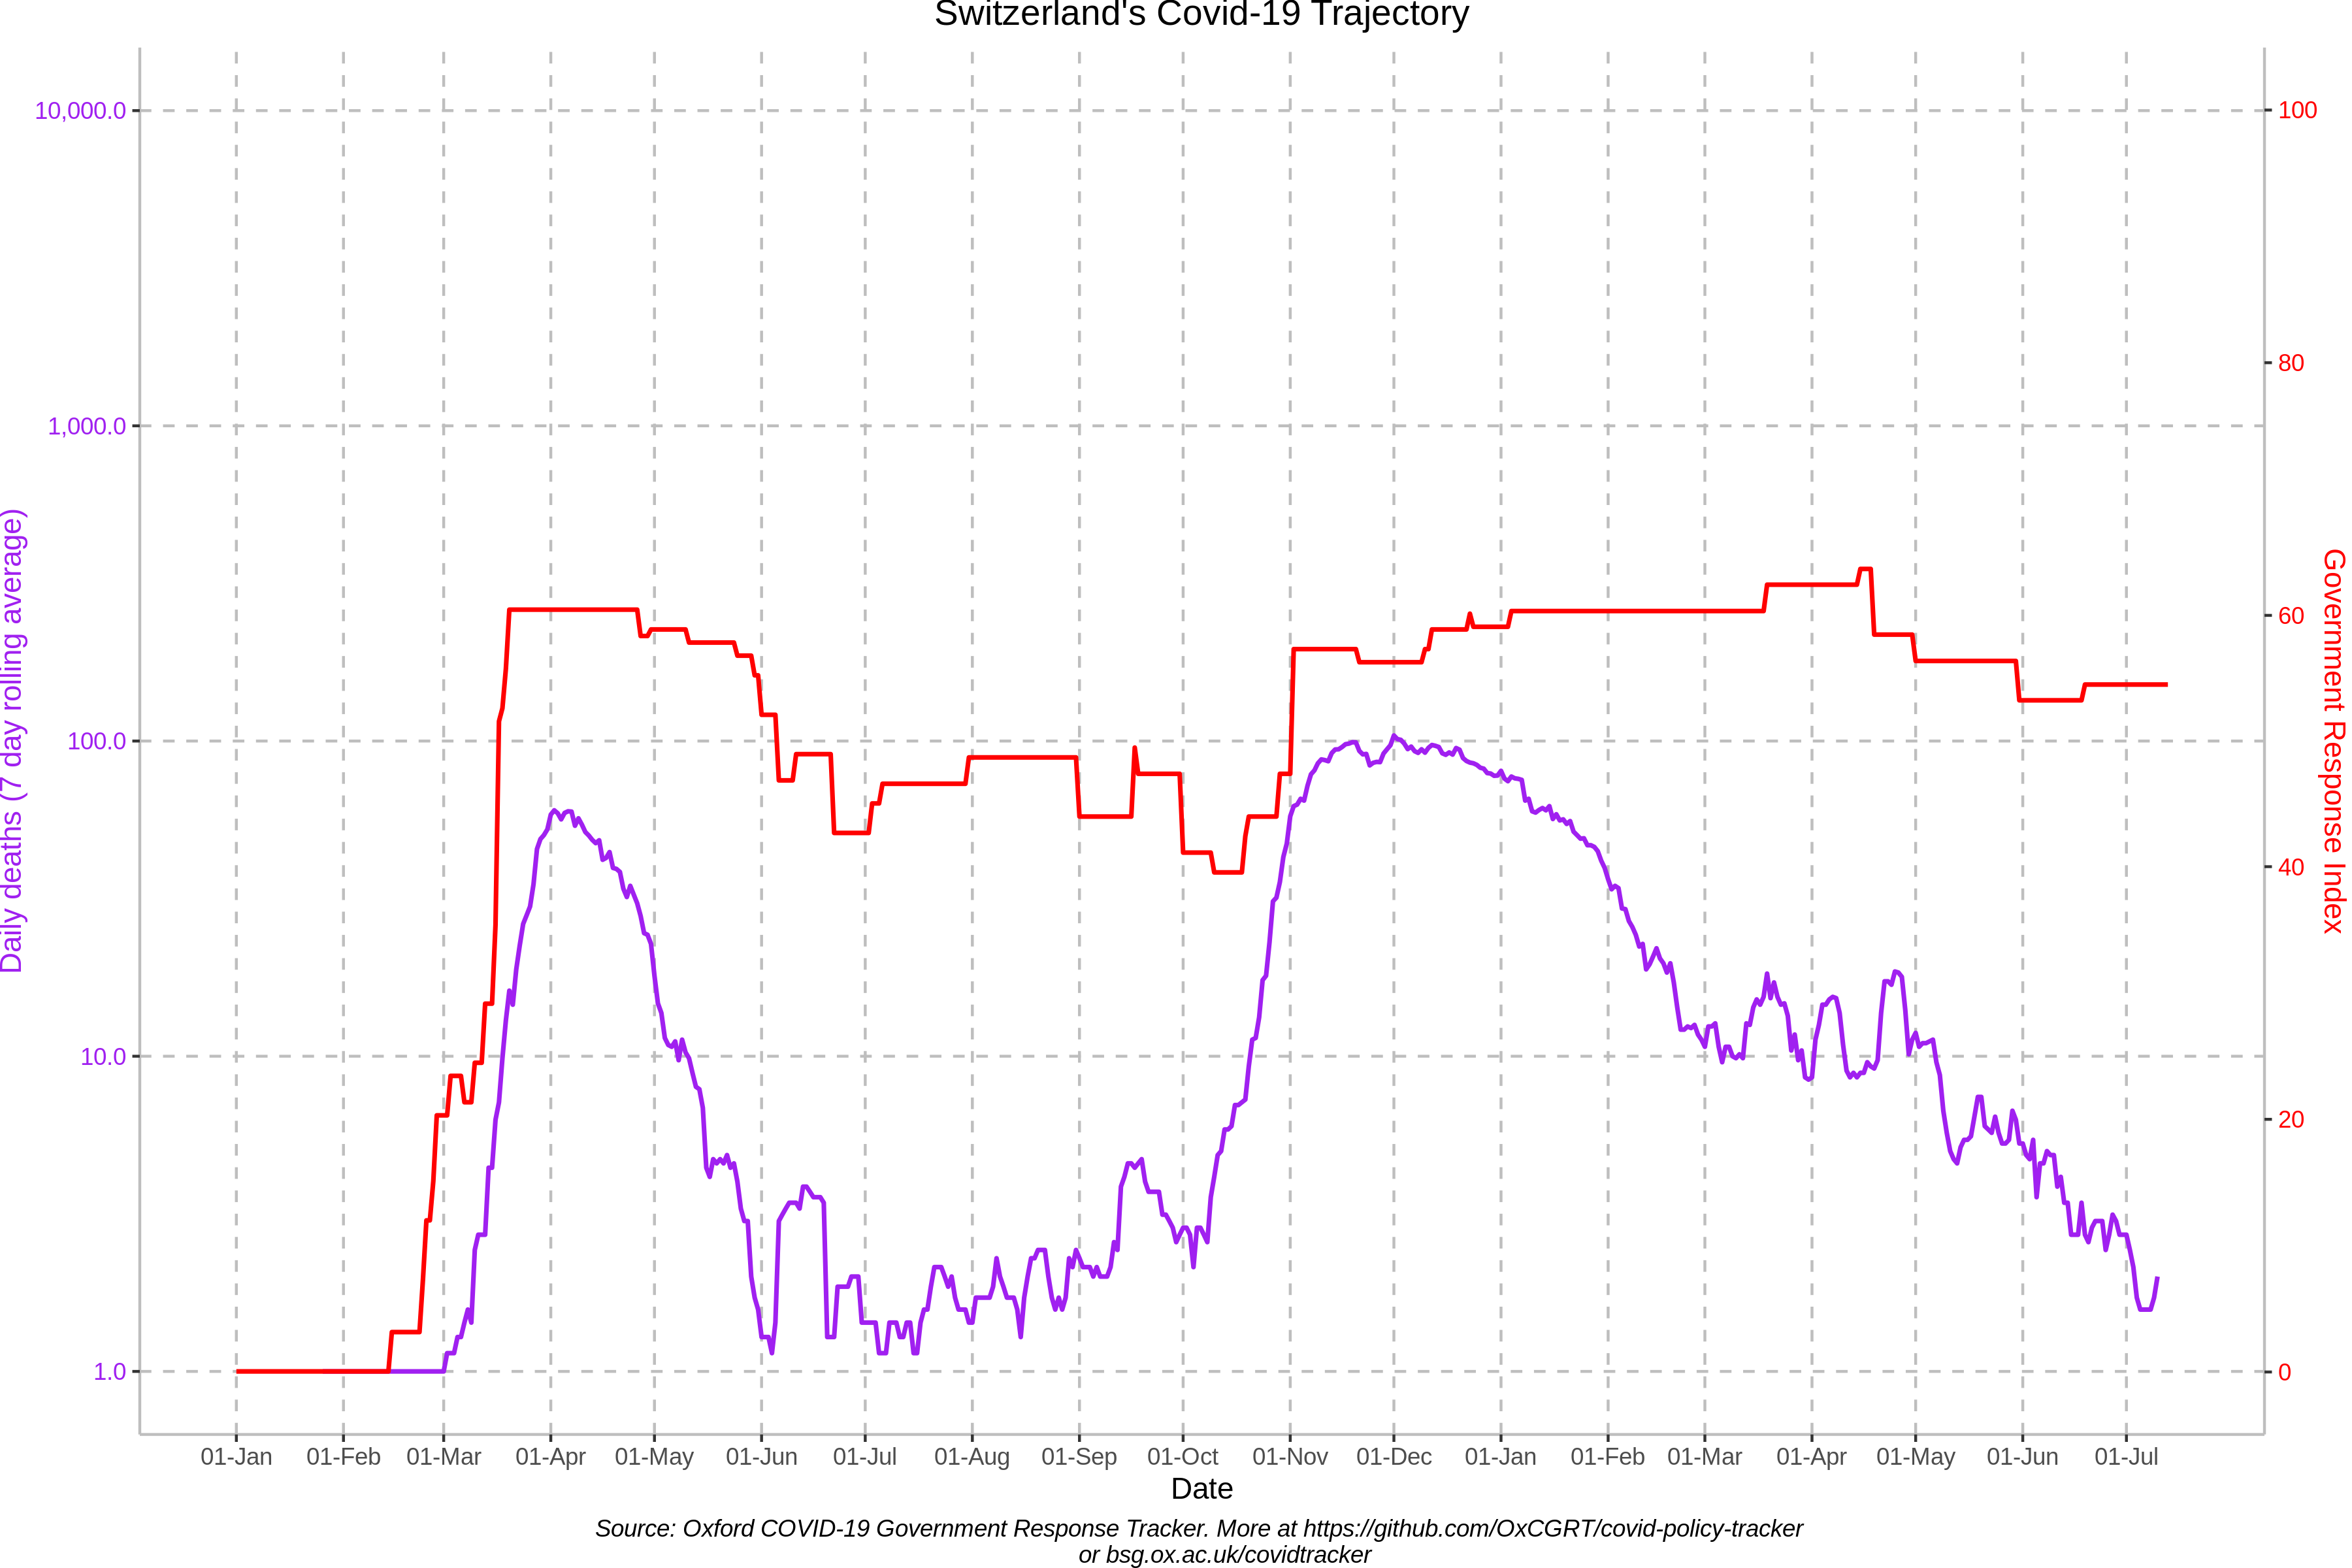 Switzerland's Covid-19 Trajectory
10,000.0
1,000.0
100.0
10.0
1.0
Daily deaths (7 day rolling average)
100
80
60
40
20
0
Government Response Index
01-Jan 01-Feb 01-Mar 01-Apr 01-May 01-Jun 01-Jul 01-Aug 01-Sep 01-Oct 01-Nov 01-Dec 01-Jan 01-Feb 01-Mar 01-Apr 01-May 01-Jun 01-Jul
Date
Source: Oxford COVID-19 Government Response Tracker. More at https://github.com/OxCGRT/covid-policy-tracker
or bsg.ox.ac.uk/covidtracker